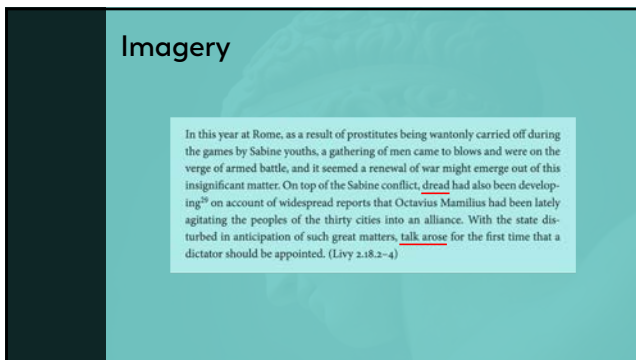 Imagery
In this year at Rome, as a result of prostitutes being wantonly carried off during
the games by Sabine youths, a gathering of men came to blows and were on the
verge of armed battle, and it seemed a renewal of war might emerge out of this
insignificant matter. On top of the Sabine conflict, dread had also been develop-
ing²⁹ on account of widespread reports that Octavius Mamilius had been lately
agitating the peoples of the thirty cities into an alliance. With the state dis-
turbed in anticipation of such great matters, talk arose for the first time that a
dictator should be appointed. (Livy 2.18.2–4)